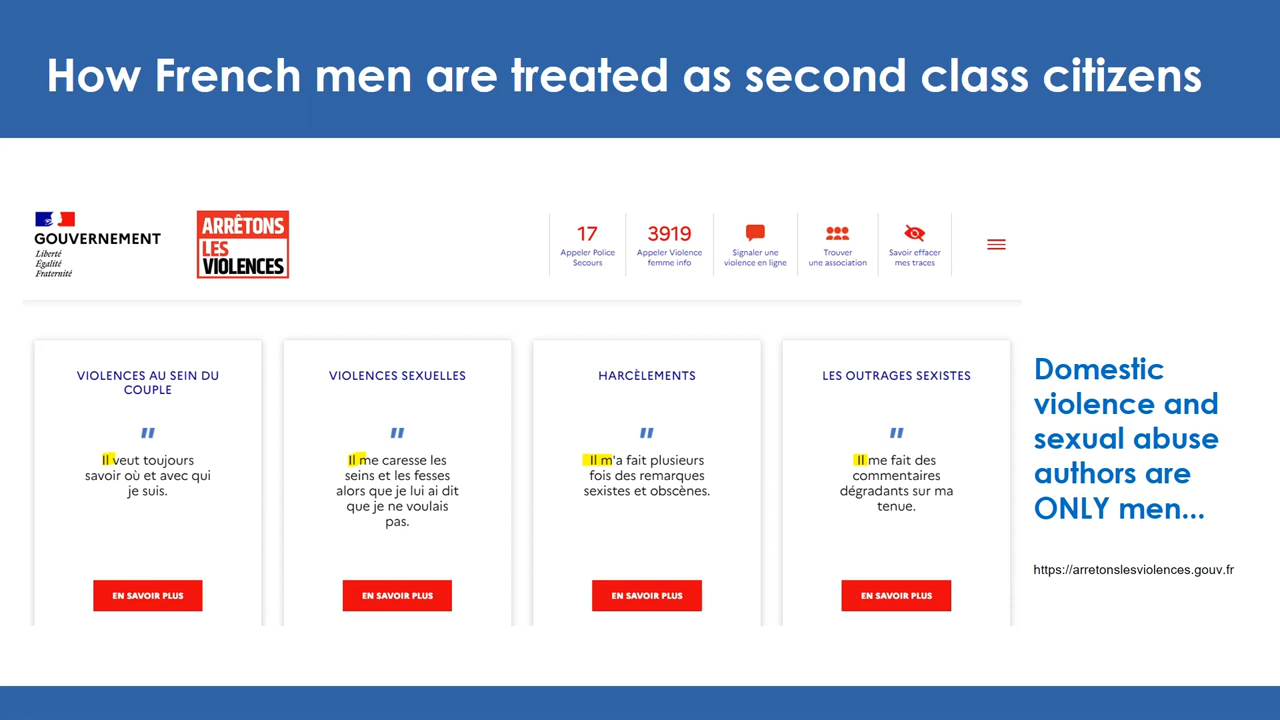 How French men are treated as second class citizens
GOUVERNEMENT
Liberté
Égalité
Fraternité
ARRÊTONS
LES
VIOLENCES
17
Appeler Police
Secours
3919
Appeler Violence
femme info
Signaler une
violence en ligne
Trouver
une association
Savoir effacer
mes traces
VIOLENCES AU SEIN DU
COUPLE
"
Il veut toujours
savoir où et avec qui
je suis.
EN SAVOIR PLUS
VIOLENCES SEXUELLES
"
Il me caresse les
seins et les fesses
alors que je lui ai dit
que je ne voulais
pas.
EN SAVOIR PLUS
HARCÈLEMENTS
"
Il m'a fait plusieurs
fois des remarques
sexistes et obscènes.
EN SAVOIR PLUS
LES OUTRAGES SEXISTES
"
Il me fait des
commentaires
dégradants sur ma
tenue.
EN SAVOIR PLUS
Domestic
violence and
sexual abuse
authors are
ONLY men...
https://arretonslesviolences.gouv.fr